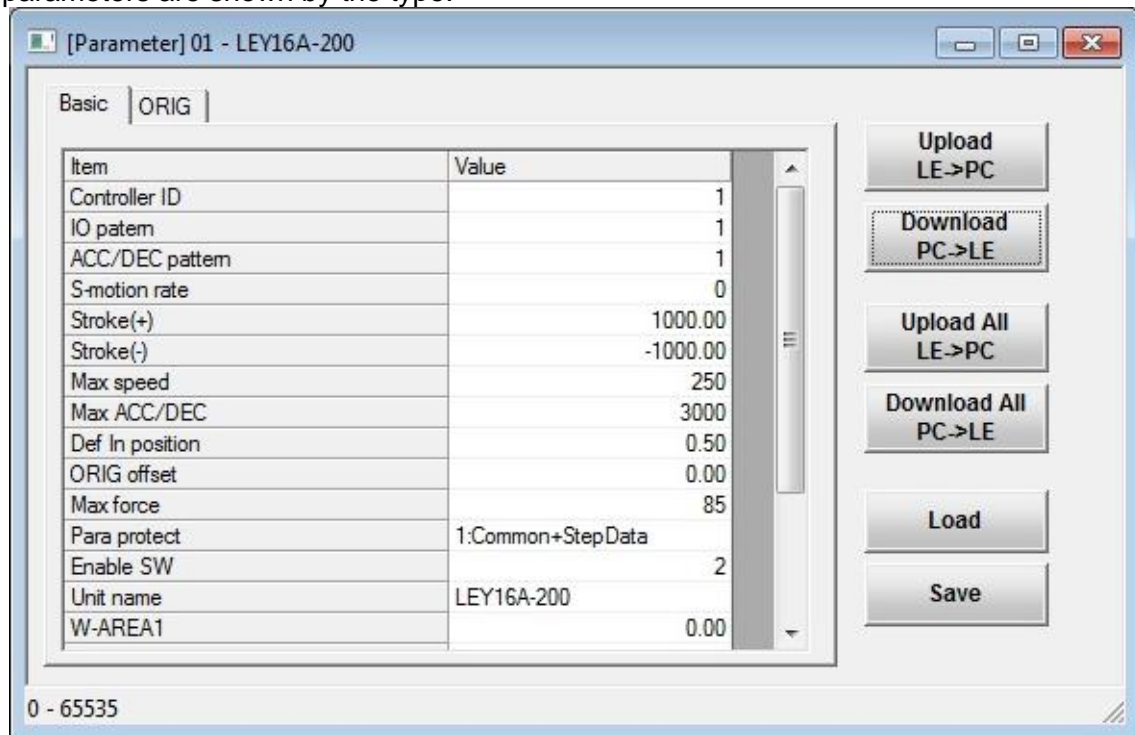 parameters are shown by the type.
[Parameter] 01 - LEY16A-200
Basic ORIG
Item Value
Controller ID 1
IO patern 1
ACC/DEC pattern 1
S-motion rate 0
Stroke(+) 1000.00
Stroke(-) -1000.00
Max speed 250
Max ACC/DEC 3000
Def In position 0.50
ORIG offset 0.00
Max force 85
Para protect 1:Common+StepData
Enable SW 2
Unit name LEY16A-200
W-AREA1 0.00
Upload
LE->PC
Download
PC->LE
Upload All
LE->PC
Download All
PC->LE
Load
Save
0 - 65535